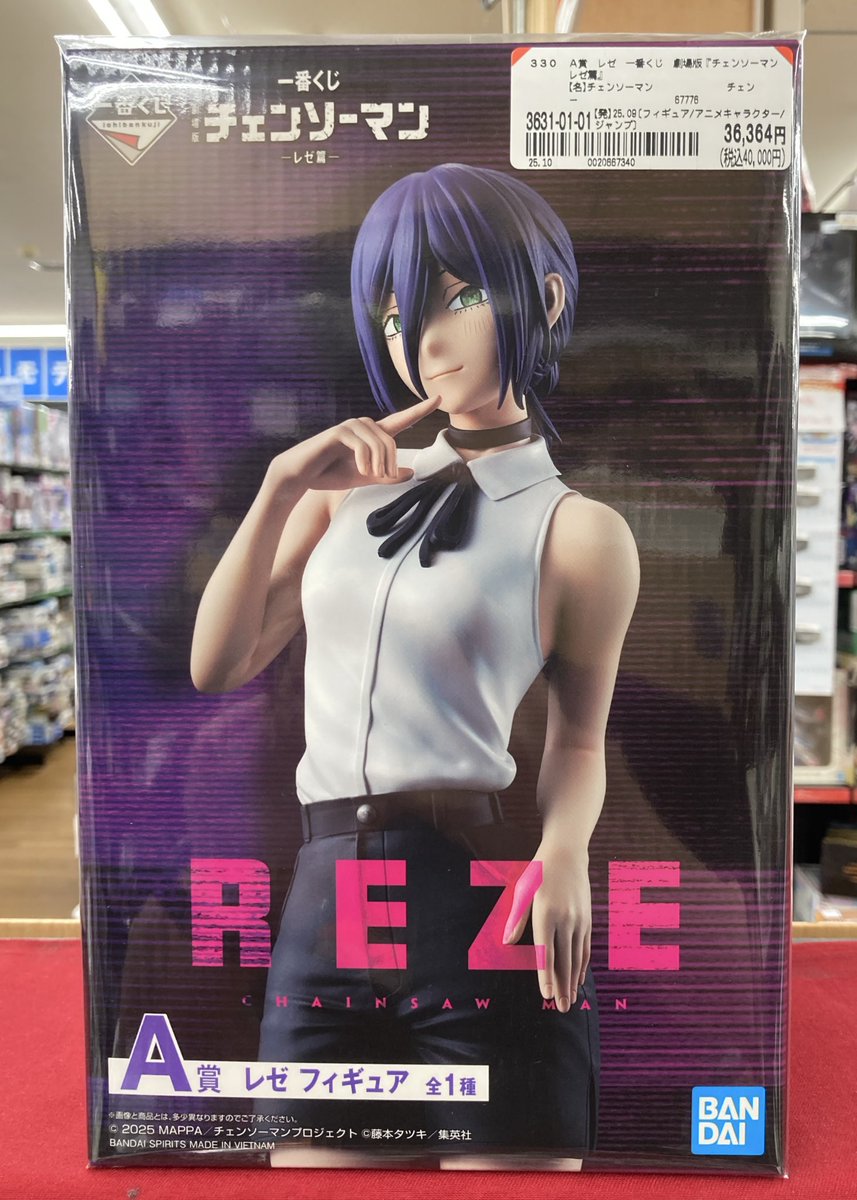 一番くじ
ichibankuji
一番くじ
劇場版
チェンソーマン
―レゼ篇―
330 A賞 レゼ 一番くじ 劇場版『チェンソーマン
レゼ篇』
【名】チェンソーマン チェン
ー 67776
3631-01-01
【発】25.09〔フィギュア/アニメキャラクター/
ジャンプ〕
36,364円
(税込40,000円)
25.10 0020867340
モデ
REZE
CHAINSAW MAN
A賞 レゼ フィギュア 全1種
※画像と商品とは、多少異なりますのでご了承ください。
© 2025 MAPPA／チェンソーマンプロジェクト ©藤本タツキ／集英社
BANDAI SPIRITS MADE IN VIETNAM
BAN
DAI